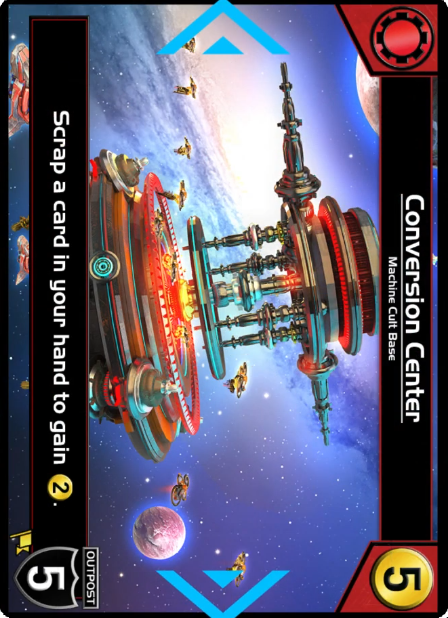 Conversion Center
Machine Cult Base
5
Scrap a card in your hand to gain 2.
OUTPOST
5